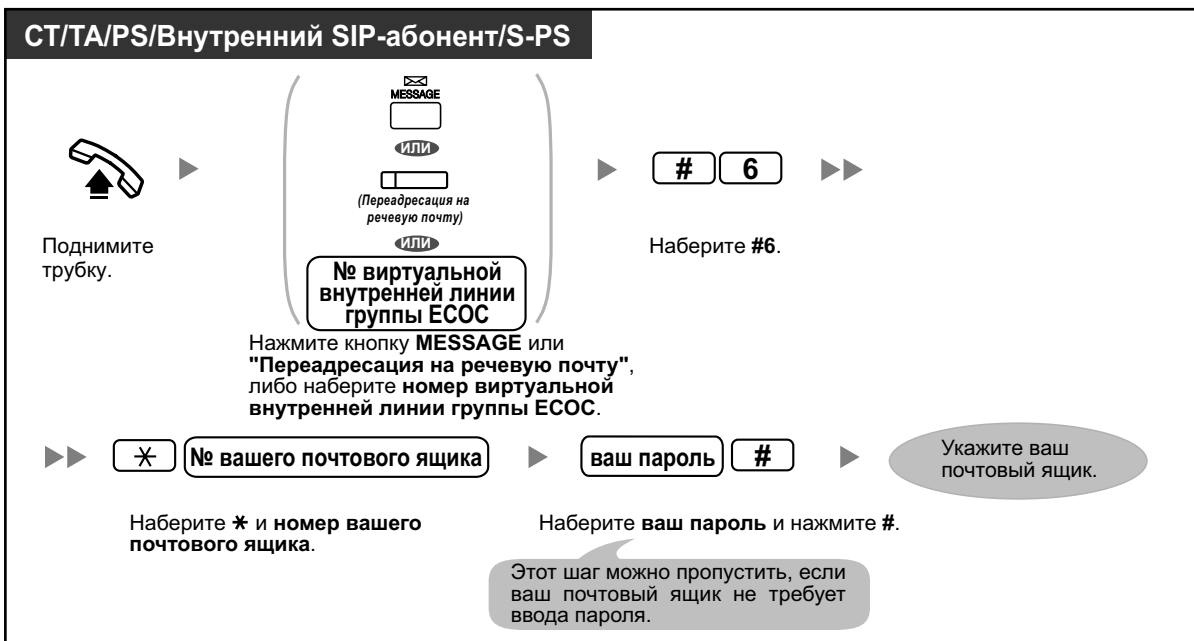 CT/TA/PS/Внутренний SIP-абонент/S-PS
MESSAGE
или
(Переадресация на
речевую почту)
или
№ виртуальной
внутренней линии
группы ЕСОС
# 6
Поднимите
трубку.
Наберите #6.
Нажмите кнопку MESSAGE или
"Переадресация на речевую почту",
либо наберите номер виртуальной
внутренней линии группы ЕСОС.
✱ № вашего почтового ящика
ваш пароль #
Укажите ваш
почтовый ящик.
Наберите ✱ и номер вашего
почтового ящика.
Наберите ваш пароль и нажмите #.
Этот шаг можно пропустить, если
ваш почтовый ящик не требует
ввода пароля.